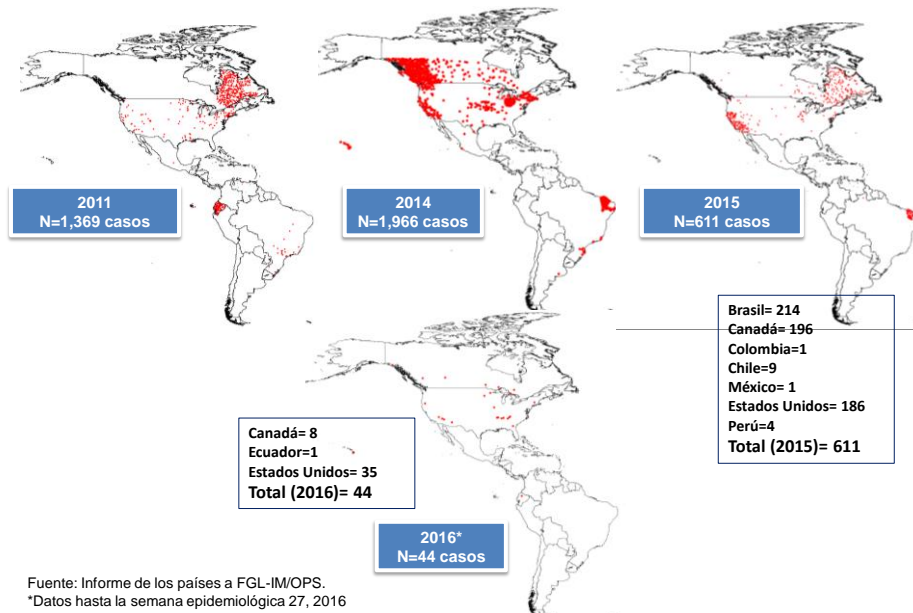 2011
N=1,369 casos
2014
N=1,966 casos
2015
N=611 casos
Brasil= 214
Canadá= 196
Colombia=1
Chile=9
México= 1
Estados Unidos= 186
Perú=4
Total (2015)= 611
Canadá= 8
Ecuador=1
Estados Unidos= 35
Total (2016)= 44
2016*
N=44 casos
Fuente: Informe de los países a FGL-IM/OPS.
*Datos hasta la semana epidemiológica 27, 2016